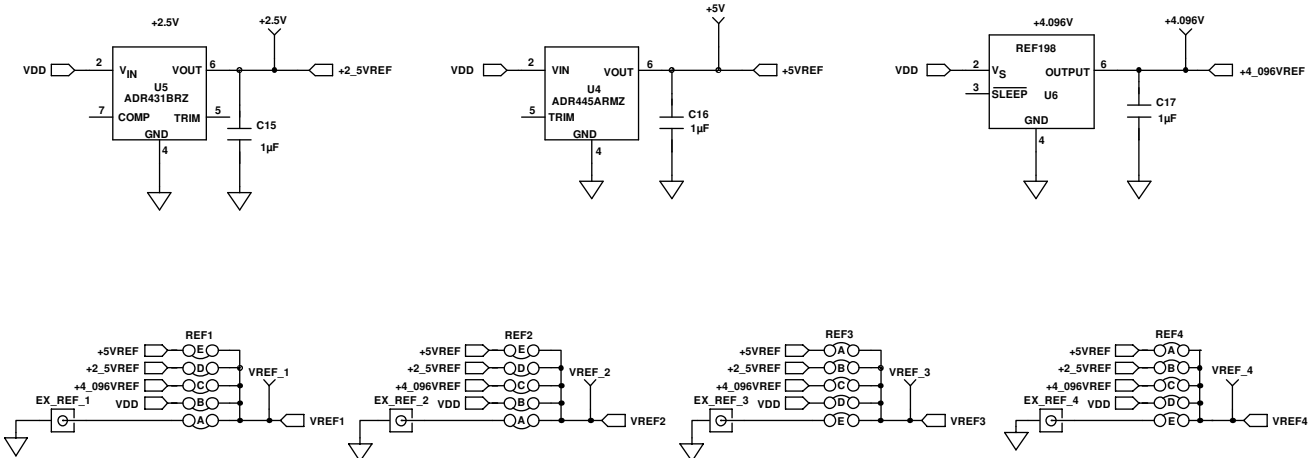 +2.5V
+2.5V
VDD
2
VIN
VOUT
6
+2_5VREF
U5
ADR431BRZ
7
COMP
TRIM
5
GND
4
C15
1µF
+5V
VDD
2
VIN
VOUT
6
+5VREF
U4
ADR445ARMZ
5
TRIM
GND
4
C16
1µF
+4.096V
+4.096V
REF198
VDD
2
VS
OUTPUT
6
+4_096VREF
3
SLEEP
U6
GND
4
C17
1µF
REF1
+5VREF
E
+2_5VREF
D
+4_096VREF
C
VDD
B
EX_REF_1
A
VREF_1
VREF1
REF2
+5VREF
E
+2_5VREF
D
+4_096VREF
C
VDD
B
EX_REF_2
A
VREF_2
VREF2
REF3
+5VREF
A
+2_5VREF
B
+4_096VREF
C
VDD
D
EX_REF_3
E
VREF_3
VREF3
REF4
+5VREF
A
+2_5VREF
B
+4_096VREF
C
VDD
D
EX_REF_4
E
VREF_4
VREF4